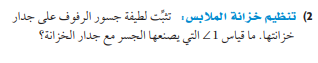 (2 تنظيم خزانة الملابس: تثبِّت لطيفة جسور الرفوف على جدار
خزانتها. ما قياس 1∠ التي يصنعها الجسر مع جدار الخزانة؟